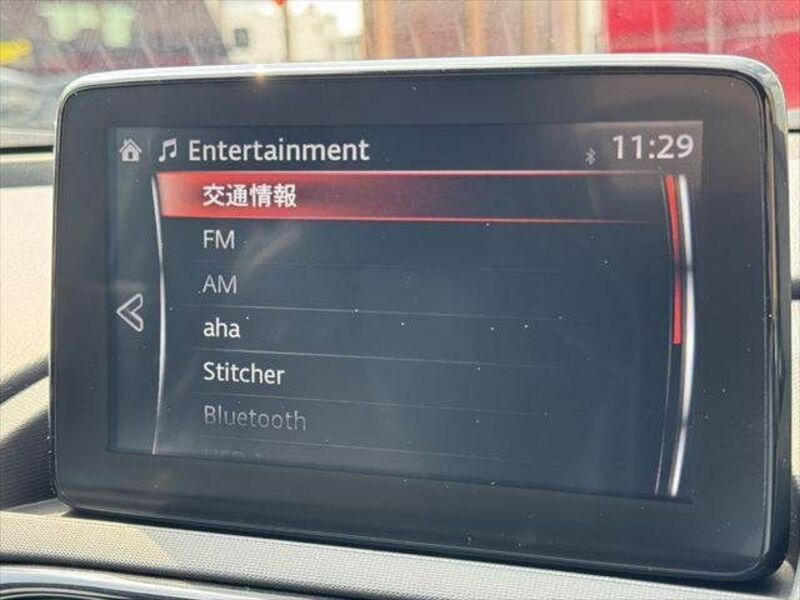 Entertainment
11:29
交通情報
FM
AM
aha
Stitcher
Bluetooth